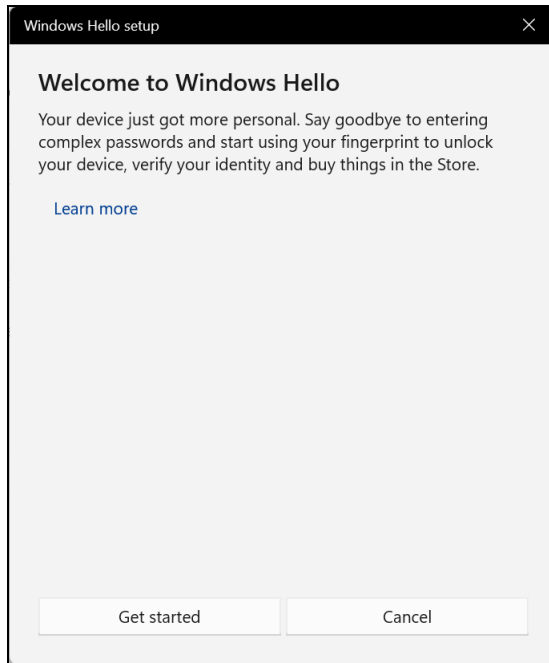 Windows Hello setup
Welcome to Windows Hello
Your device just got more personal. Say goodbye to entering
complex passwords and start using your fingerprint to unlock
your device, verify your identity and buy things in the Store.
Learn more
Get started
Cancel